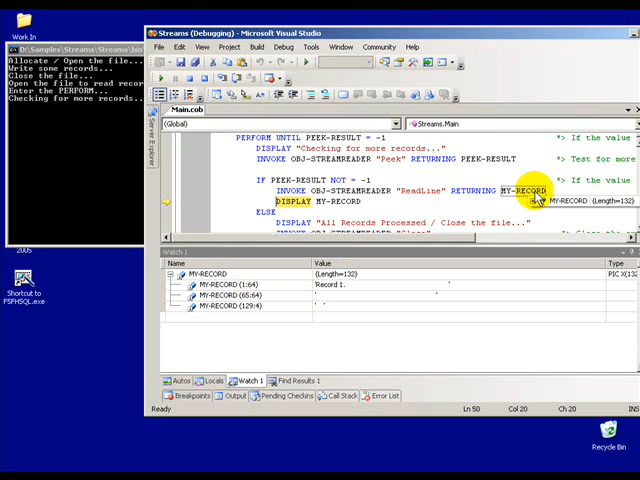 Work In
D:\Samples\Streams\Streams\bin
Allocate / Open the file...
Write some records...
Close the file...
Open the file to read recor
Enter the PERFORM...
Checking for more records..
2005
Shortcut to
FSFHSQL.exe
Streams (Debugging) - Microsoft Visual Studio
File Edit View Project Build Debug Tools Window Community Help
Main.cob
(Global) Streams.Main
Server Explorer
PERFORM UNTIL PEEK-RESULT = -1 *> If the value
DISPLAY "Checking for more records..."
INVOKE OBJ-STREAMREADER "Peek" RETURNING PEEK-RESULT *> Test for more
IF PEEK-RESULT NOT = -1 *> If the value
INVOKE OBJ-STREAMREADER "ReadLine" RETURNING MY-RECORD
DISPLAY MY-RECORD
MY-RECORD {Length=132}
ELSE
DISPLAY "All Records Processed / Close the file..."
Watch 1
Name Value Type
MY-RECORD {Length=132} PIC X(132
MY-RECORD (1:64) 'Record 1. '
MY-RECORD (65:64) ' '
MY-RECORD (129:4) ' '
Autos Locals Watch 1 Find Results 1
Breakpoints Output Pending Checkins Call Stack Error List
Ready Ln 50 Col 20 Ch 20
Recycle Bin